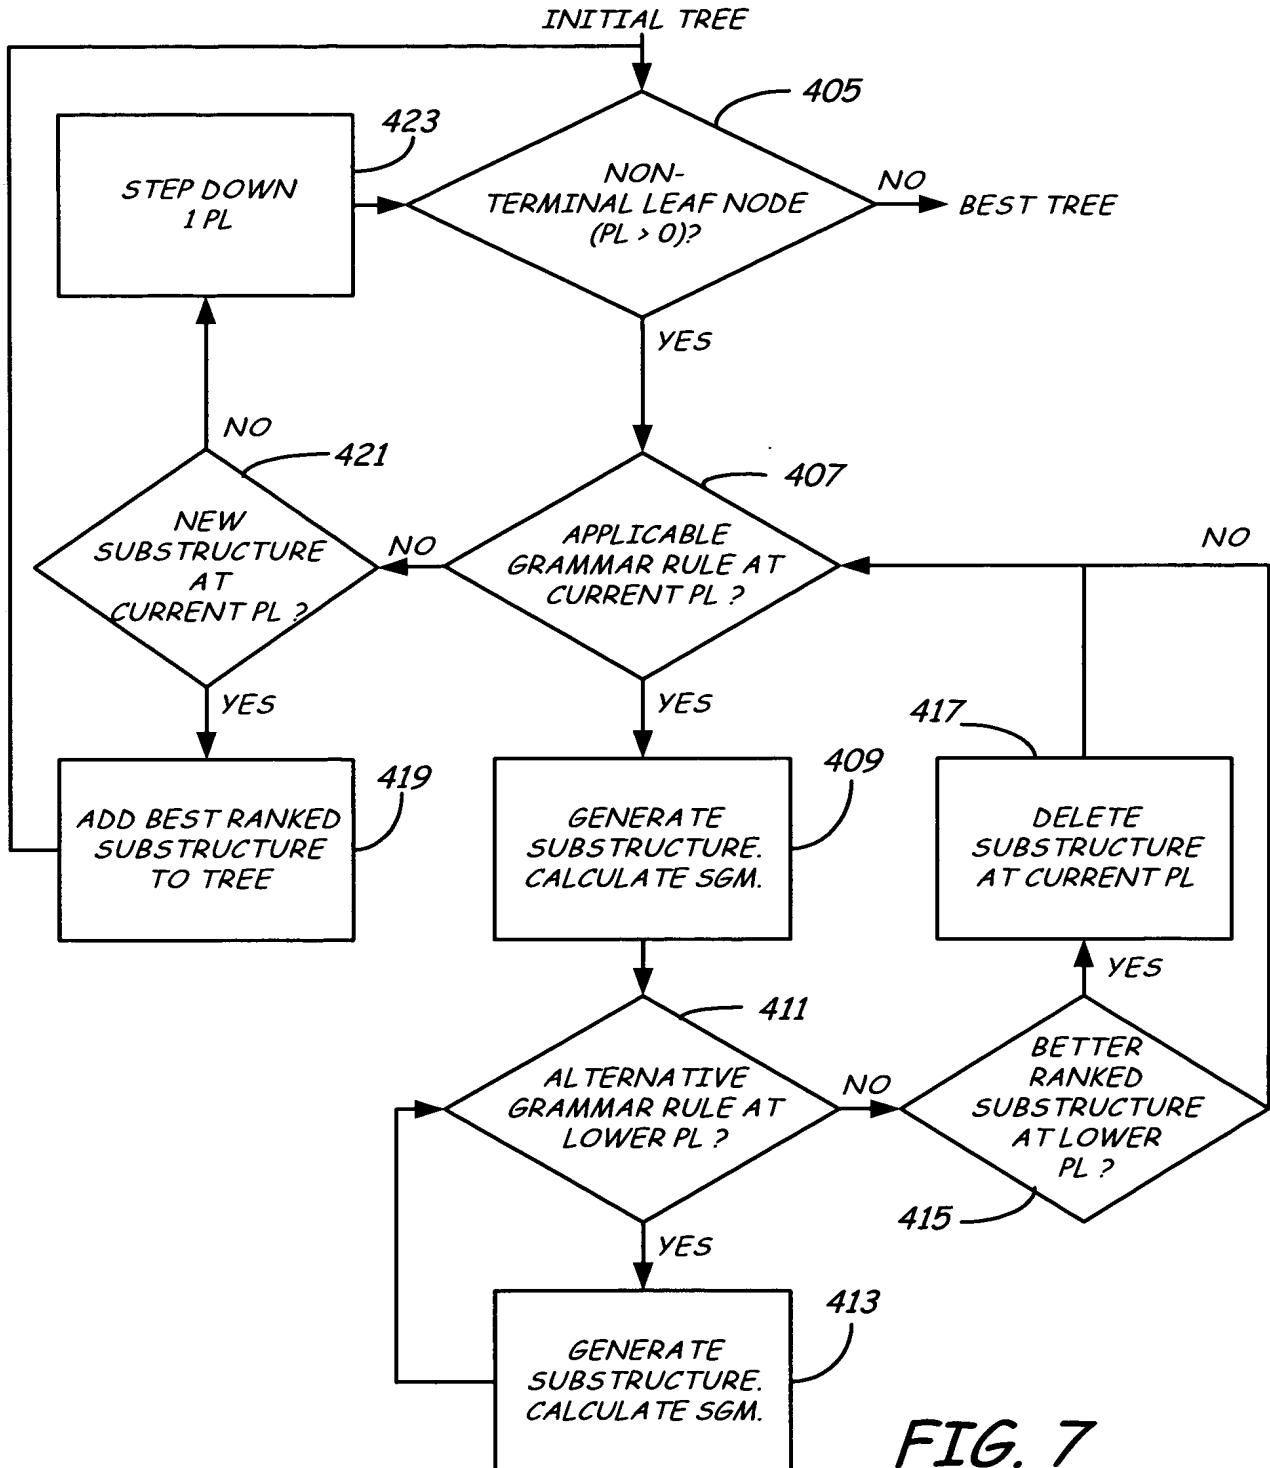 INITIAL TREE
405
423
STEP DOWN
1 PL
NON-
TERMINAL LEAF NODE
(PL > 0)?
NO
BEST TREE
YES
NO
421
407
NEW
SUBSTRUCTURE
AT
CURRENT PL ?
NO
APPLICABLE
GRAMMAR RULE AT
CURRENT PL ?
NO
YES
YES
417
419
409
ADD BEST RANKED
SUBSTRUCTURE
TO TREE
GENERATE
SUBSTRUCTURE.
CALCULATE SGM.
DELETE
SUBSTRUCTURE
AT CURRENT PL
YES
411
ALTERNATIVE
GRAMMAR RULE AT
LOWER PL ?
NO
BETTER
RANKED
SUBSTRUCTURE
AT LOWER
PL ?
415
YES
413
GENERATE
SUBSTRUCTURE.
CALCULATE SGM.
FIG. 7